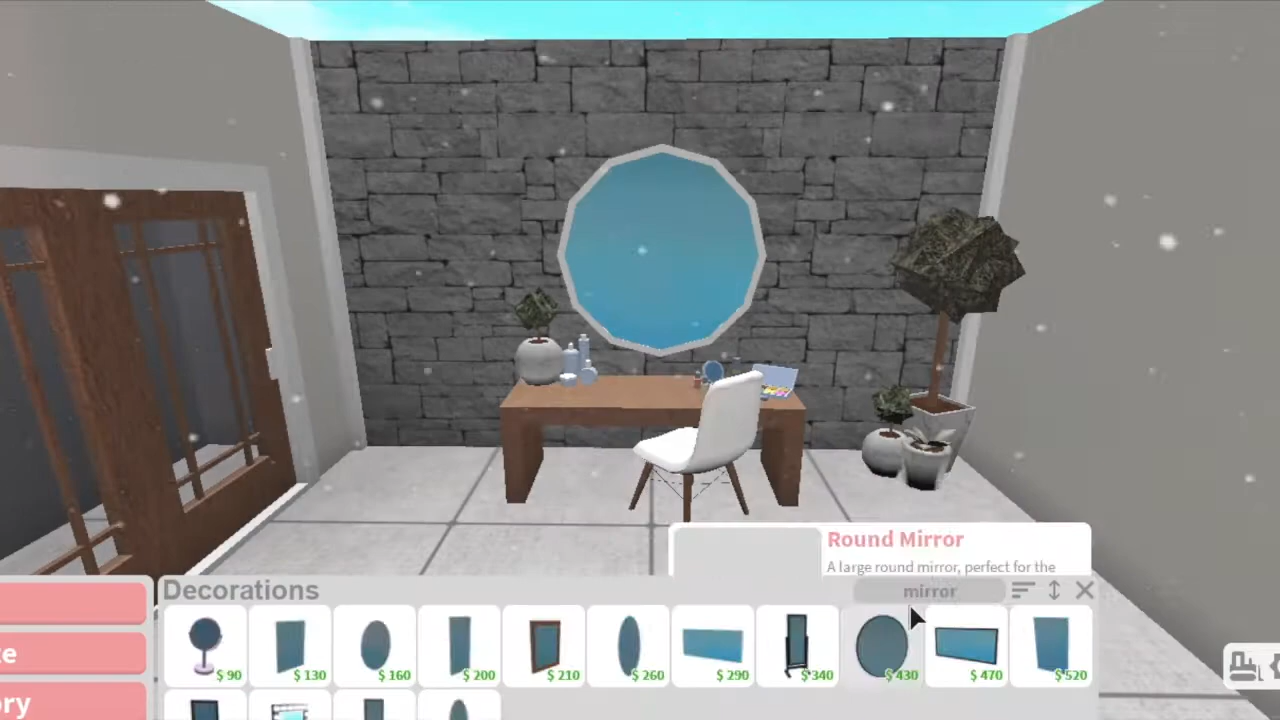 Round Mirror
A large round mirror, perfect for the
Decorations
mirror
$ 90
$ 130
$ 160
$ 200
$ 210
$ 260
$ 290
$ 340
$ 430
$ 470
$ 520